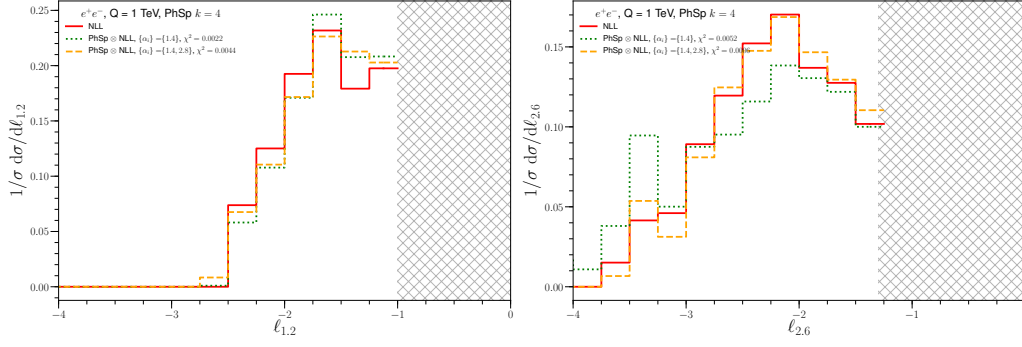 e⁺e⁻, Q = 1 TeV, PhSp k = 4
NLL
PhSp ⊗ NLL, {αᵢ} = {1.4}, χ² = 0.0022
PhSp ⊗ NLL, {αᵢ} = {1.4, 2.8}, χ² = 0.0044
1/σ dσ/dℓ₁.₂
0.25
0.20
0.15
0.10
0.05
0.00
−4
−3
−2
−1
0
ℓ₁.₂
e⁺e⁻, Q = 1 TeV, PhSp k = 4
NLL
PhSp ⊗ NLL, {αᵢ} = {1.4}, χ² = 0.0052
PhSp ⊗ NLL, {αᵢ} = {1.4, 2.8}, χ² =
1/σ dσ/dℓ₂.₆
0.15
0.10
0.05
0.00
−4
−3
−2
−1
ℓ₂.₆